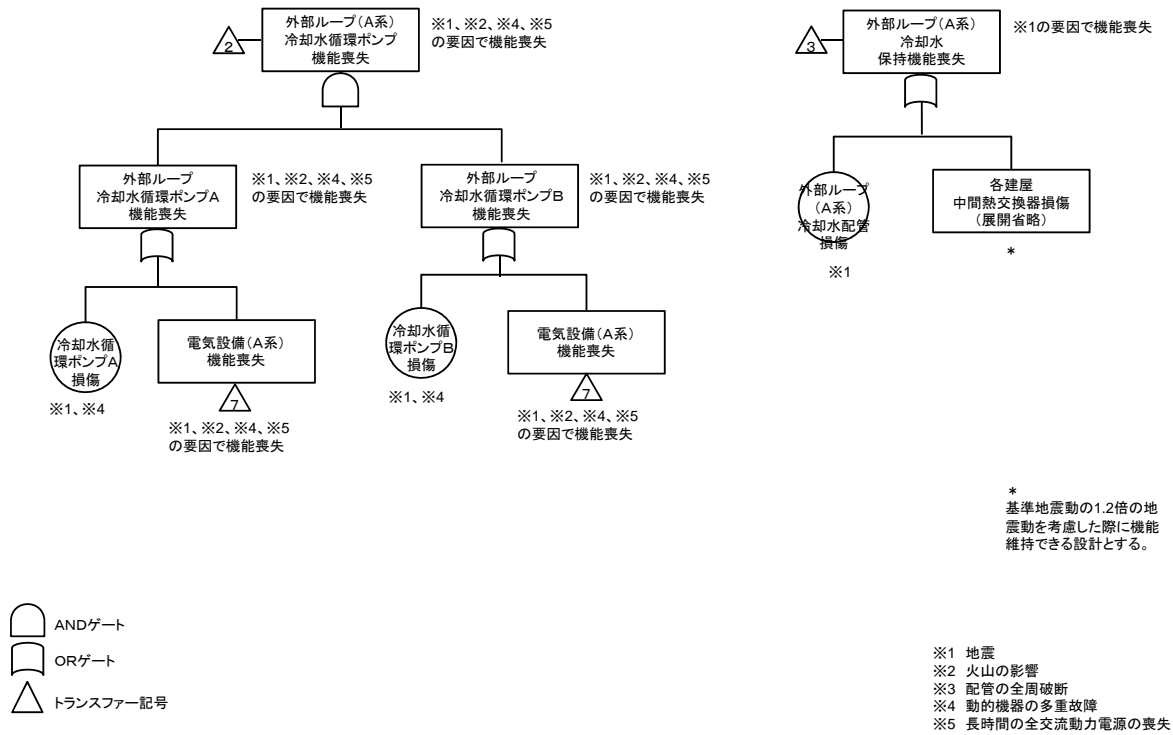 2
外部ループ(A系)
冷却水循環ポンプ
機能喪失
※1、※2、※4、※5
の要因で機能喪失
外部ループ
冷却水循環ポンプA
機能喪失
※1、※2、※4、※5
の要因で機能喪失
外部ループ
冷却水循環ポンプB
機能喪失
※1、※2、※4、※5
の要因で機能喪失
冷却水循
環ポンプA
損傷
※1、※4
電気設備(A系)
機能喪失
7
※1、※2、※4、※5
の要因で機能喪失
冷却水循
環ポンプB
損傷
※1、※4
電気設備(A系)
機能喪失
7
※1、※2、※4、※5
の要因で機能喪失
3
外部ループ(A系)
冷却水
保持機能喪失
※1の要因で機能喪失
外部ループ
(A系)
冷却水配管
損傷
※1
各建屋
中間熱交換器損傷
(展開省略)
*
*
基準地震動の1.2倍の地
震動を考慮した際に機能
維持できる設計とする。
ANDゲート
ORゲート
トランスファー記号
※1 地震
※2 火山の影響
※3 配管の全周破断
※4 動的機器の多重故障
※5 長時間の全交流動力電源の喪失